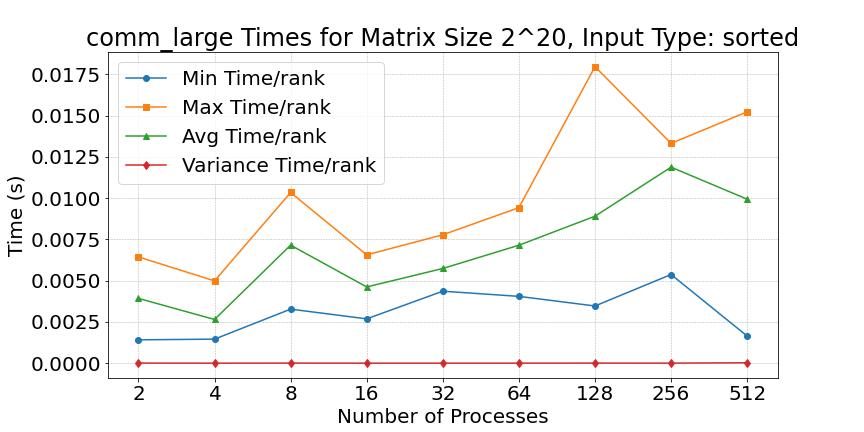 comm_large Times for Matrix Size 2^20, Input Type: sorted
Min Time/rank
Max Time/rank
Avg Time/rank
Variance Time/rank
Time (s)
0.0175
0.0150
0.0125
0.0100
0.0075
0.0050
0.0025
0.0000
2 4 8 16 32 64 128 256 512
Number of Processes